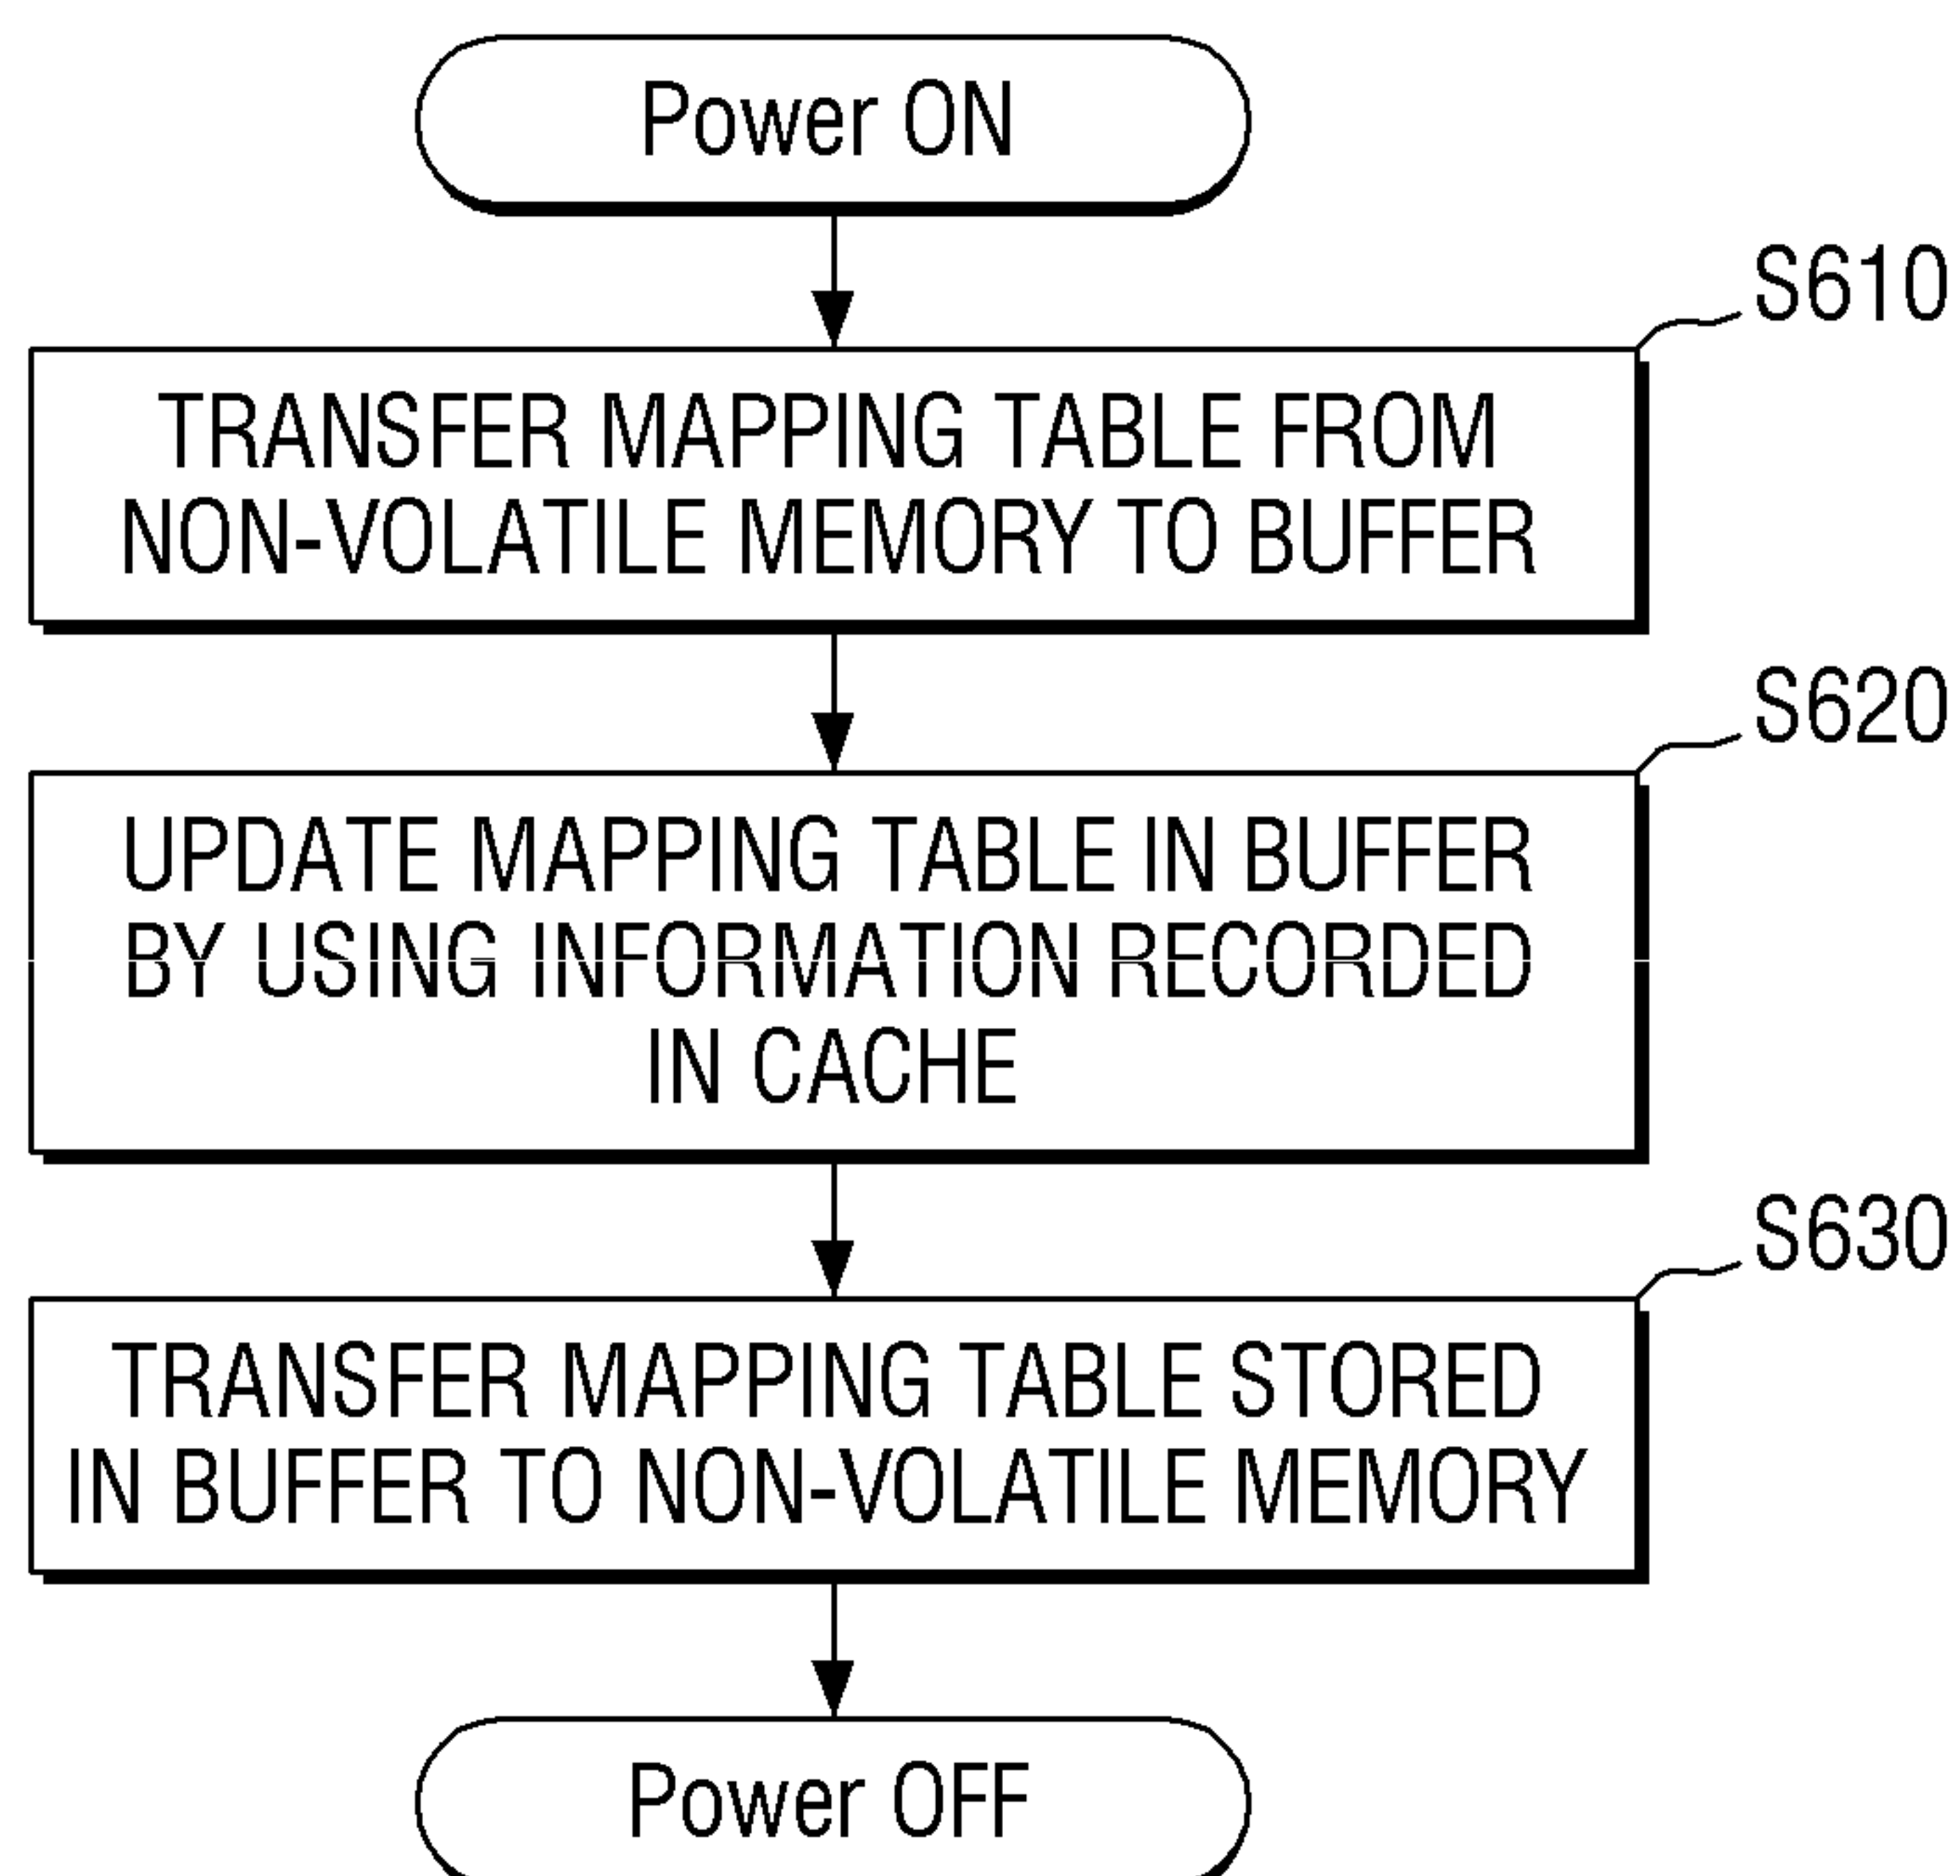 Power ON
S610
TRANSFER MAPPING TABLE FROM
NON-VOLATILE MEMORY TO BUFFER
S620
UPDATE MAPPING TABLE IN BUFFER
BY USING INFORMATION RECORDED
IN CACHE
S630
TRANSFER MAPPING TABLE STORED
IN BUFFER TO NON-VOLATILE MEMORY
Power OFF